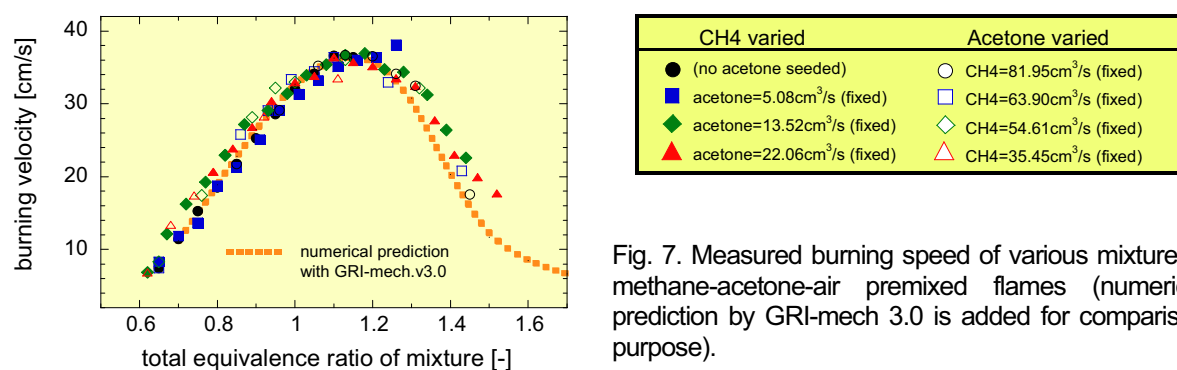 burning velocity [cm/s]
40
30
20
10
numerical prediction
with GRI-mech.v3.0
0.6 0.8 1 1.2 1.4 1.6
total equivalence ratio of mixture [-]
CH4 varied Acetone varied
(no acetone seeded) CH4=81.95cm³/s (fixed)
acetone=5.08cm³/s (fixed) CH4=63.90cm³/s (fixed)
acetone=13.52cm³/s (fixed) CH4=54.61cm³/s (fixed)
acetone=22.06cm³/s (fixed) CH4=35.45cm³/s (fixed)
Fig. 7. Measured burning speed of various mixture
methane-acetone-air premixed flames (numeri
prediction by GRI-mech 3.0 is added for comparis
purpose).